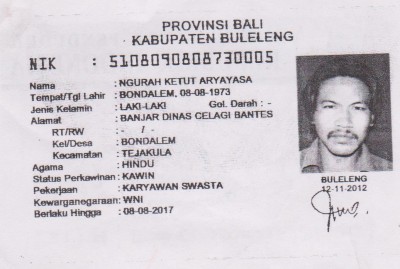 PROVINSI BALI
KABUPATEN BULELENG
NIK : 5108090808730005
Nama : NGURAH KETUT ARYAYASA
Tempat/Tgl Lahir : BONDALEM, 08-08-1973
Jenis Kelamin : LAKI-LAKI Gol. Darah : -
Alamat : BANJAR DINAS CELAGI BANTES
RT/RW : - / -
Kel/Desa : BONDALEM
Kecamatan : TEJAKULA
Agama : HINDU
Status Perkawinan : KAWIN
Pekerjaan : KARYAWAN SWASTA
Kewarganegaraan : WNI
Berlaku Hingga : 08-08-2017
BULELENG
12-11-2012